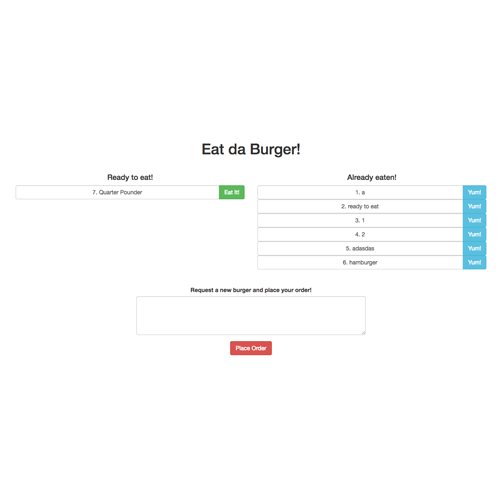 Eat da Burger!
Ready to eat!
7. Quarter Pounder Eat It!
Already eaten!
1. a Yum!
2. ready to eat Yum!
3. 1 Yum!
4. 2 Yum!
5. adasdas Yum!
6. hamburger Yum!
Request a new burger and place your order!
Place Order